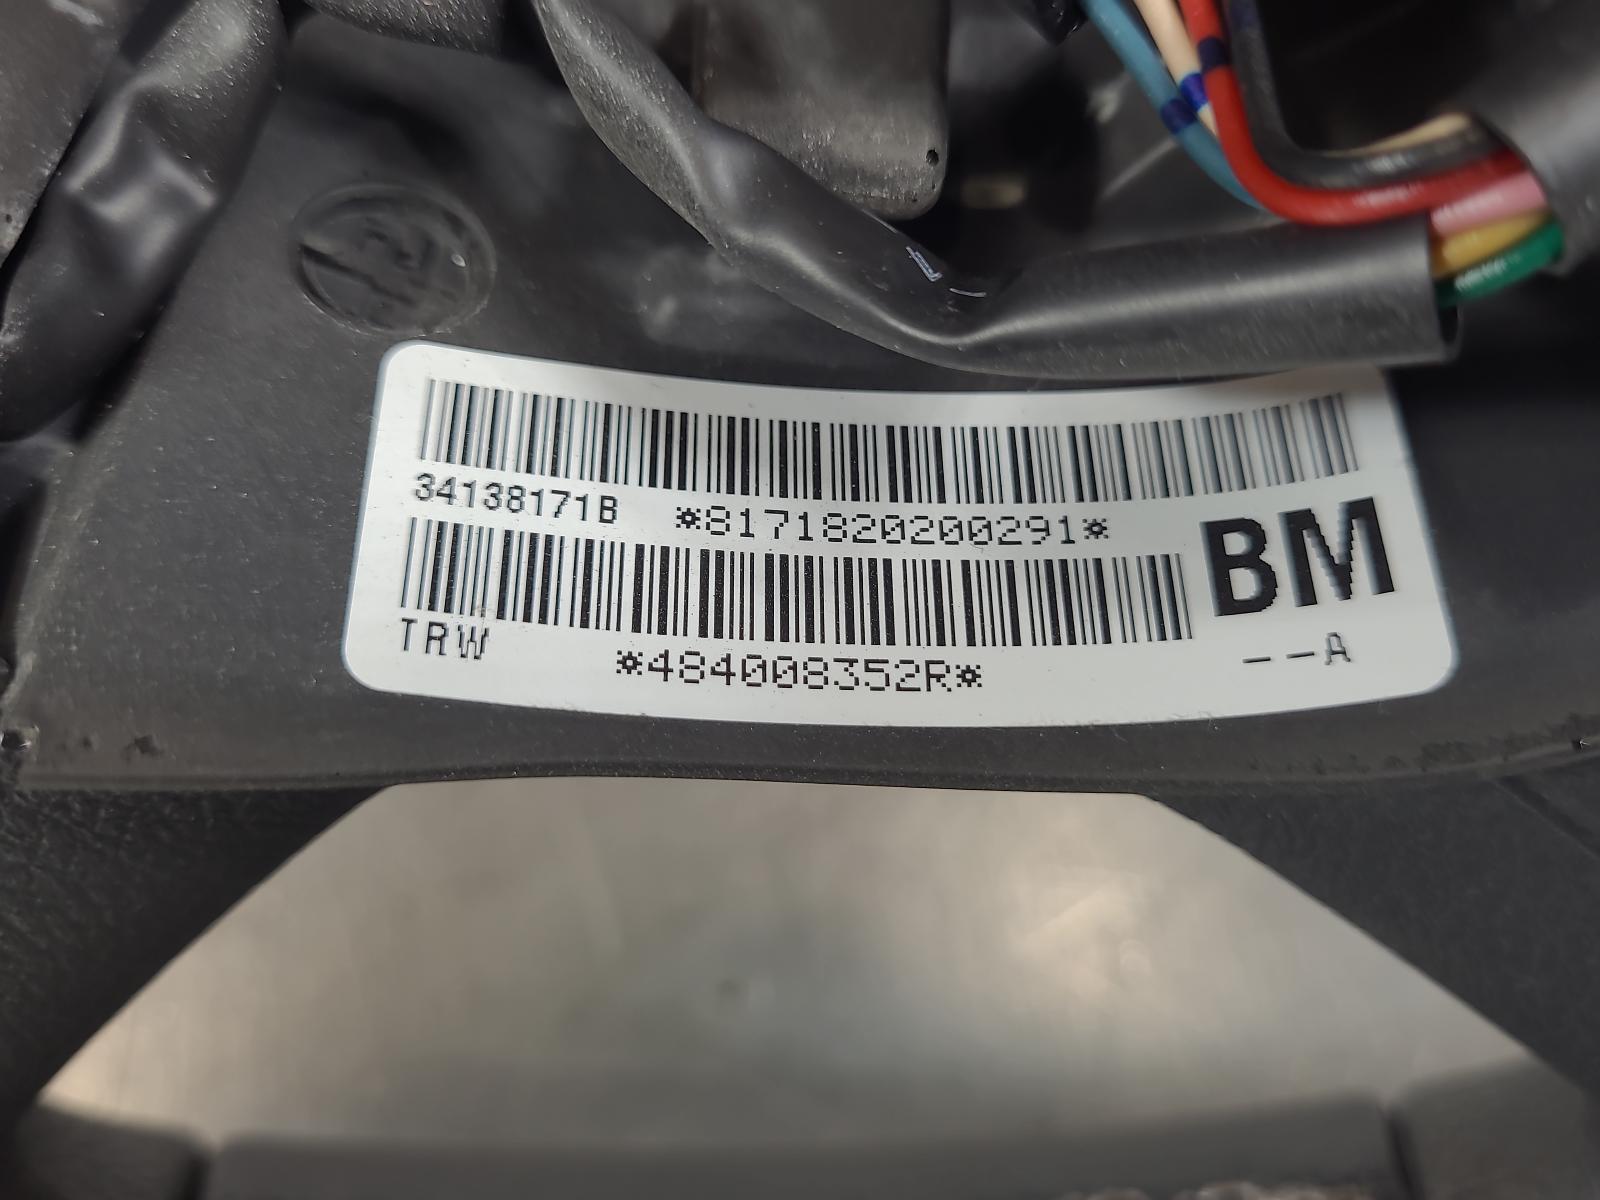 34138171B *8171820200291*
BM
TRW *484008352R* --A